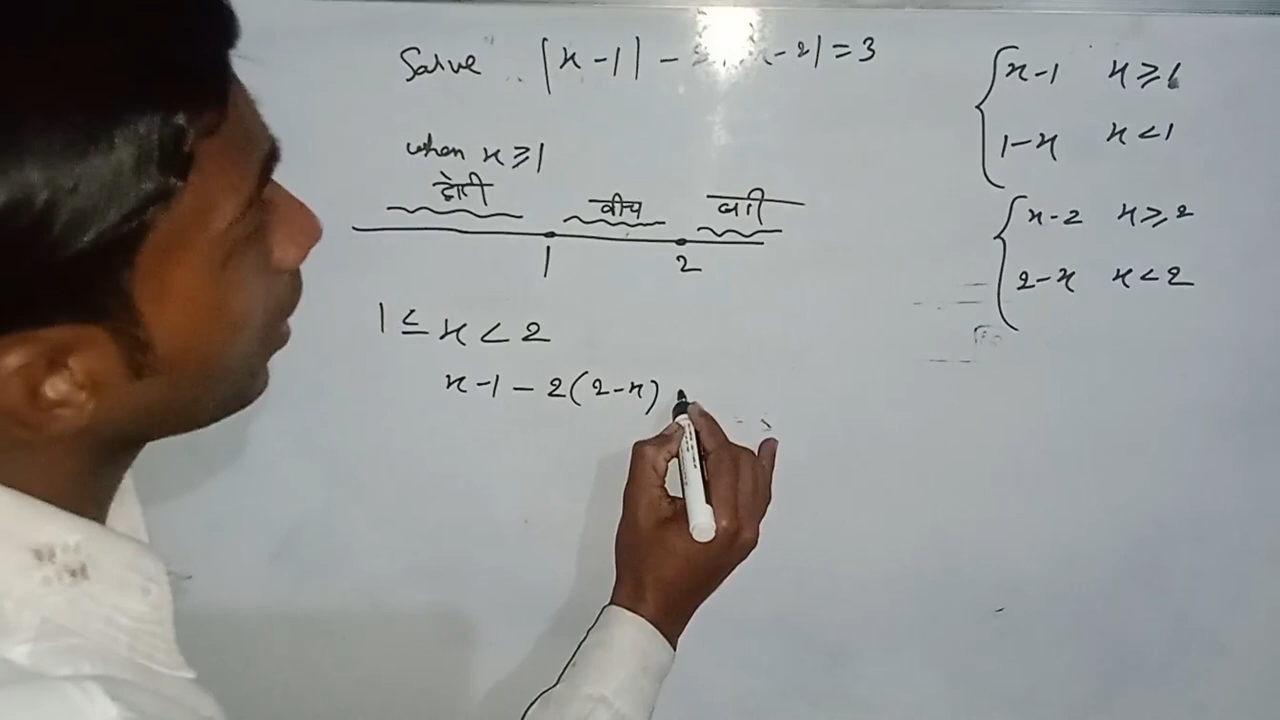 Solve |x-1| - x-2| = 3
when x ≥ 1
छोटी बीच बड़ी
1 2
1 ≤ x < 2
x-1 - 2(2-x)
x-1 x ≥ 1
1-x x < 1
x-2 x ≥ 2
2-x x < 2